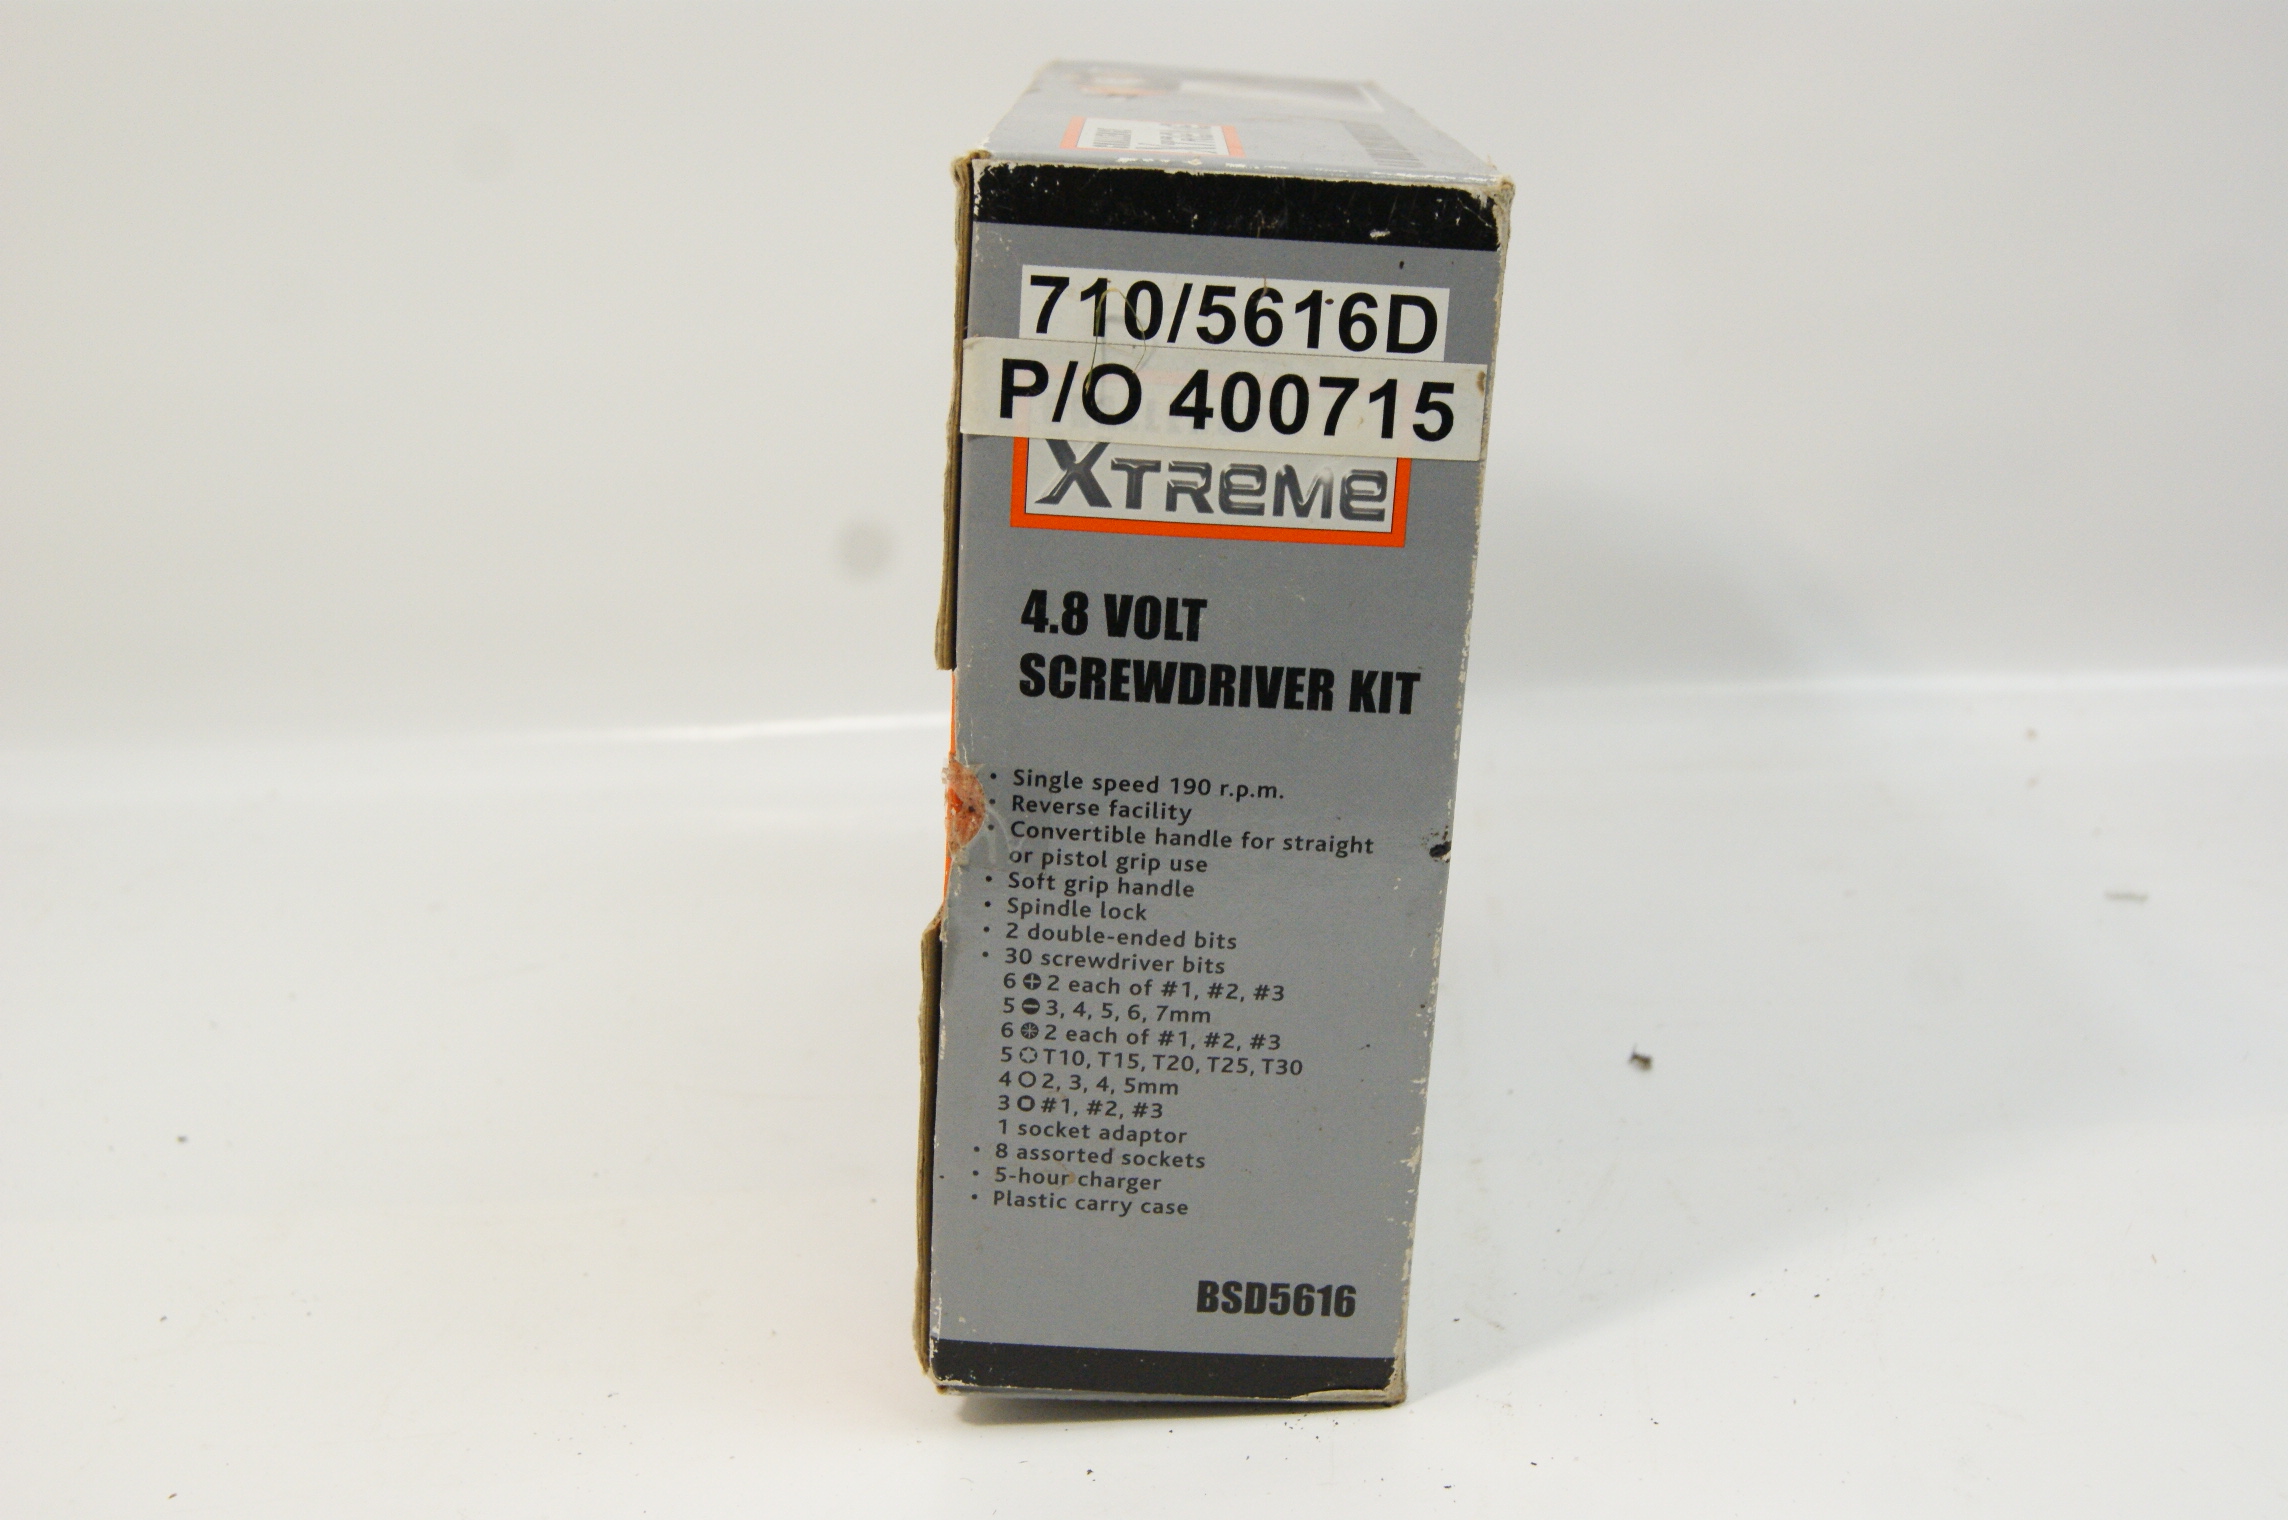 XTREME
710/5616D
P/O 400715
XTREME
4.8 VOLT
SCREWDRIVER KIT
• Single speed 190 r.p.m.
• Reverse facility
• Convertible handle for straight
or pistol grip use
• Soft grip handle
• Spindle lock
• 2 double-ended bits
• 30 screwdriver bits
6 2 each of #1, #2, #3
5 3, 4, 5, 6, 7mm
6 2 each of #1, #2, #3
5 T10, T15, T20, T25, T30
4 2, 3, 4, 5mm
3 #1, #2, #3
1 socket adaptor
• 8 assorted sockets
• 5-hour charger
• Plastic carry case
BSD5616